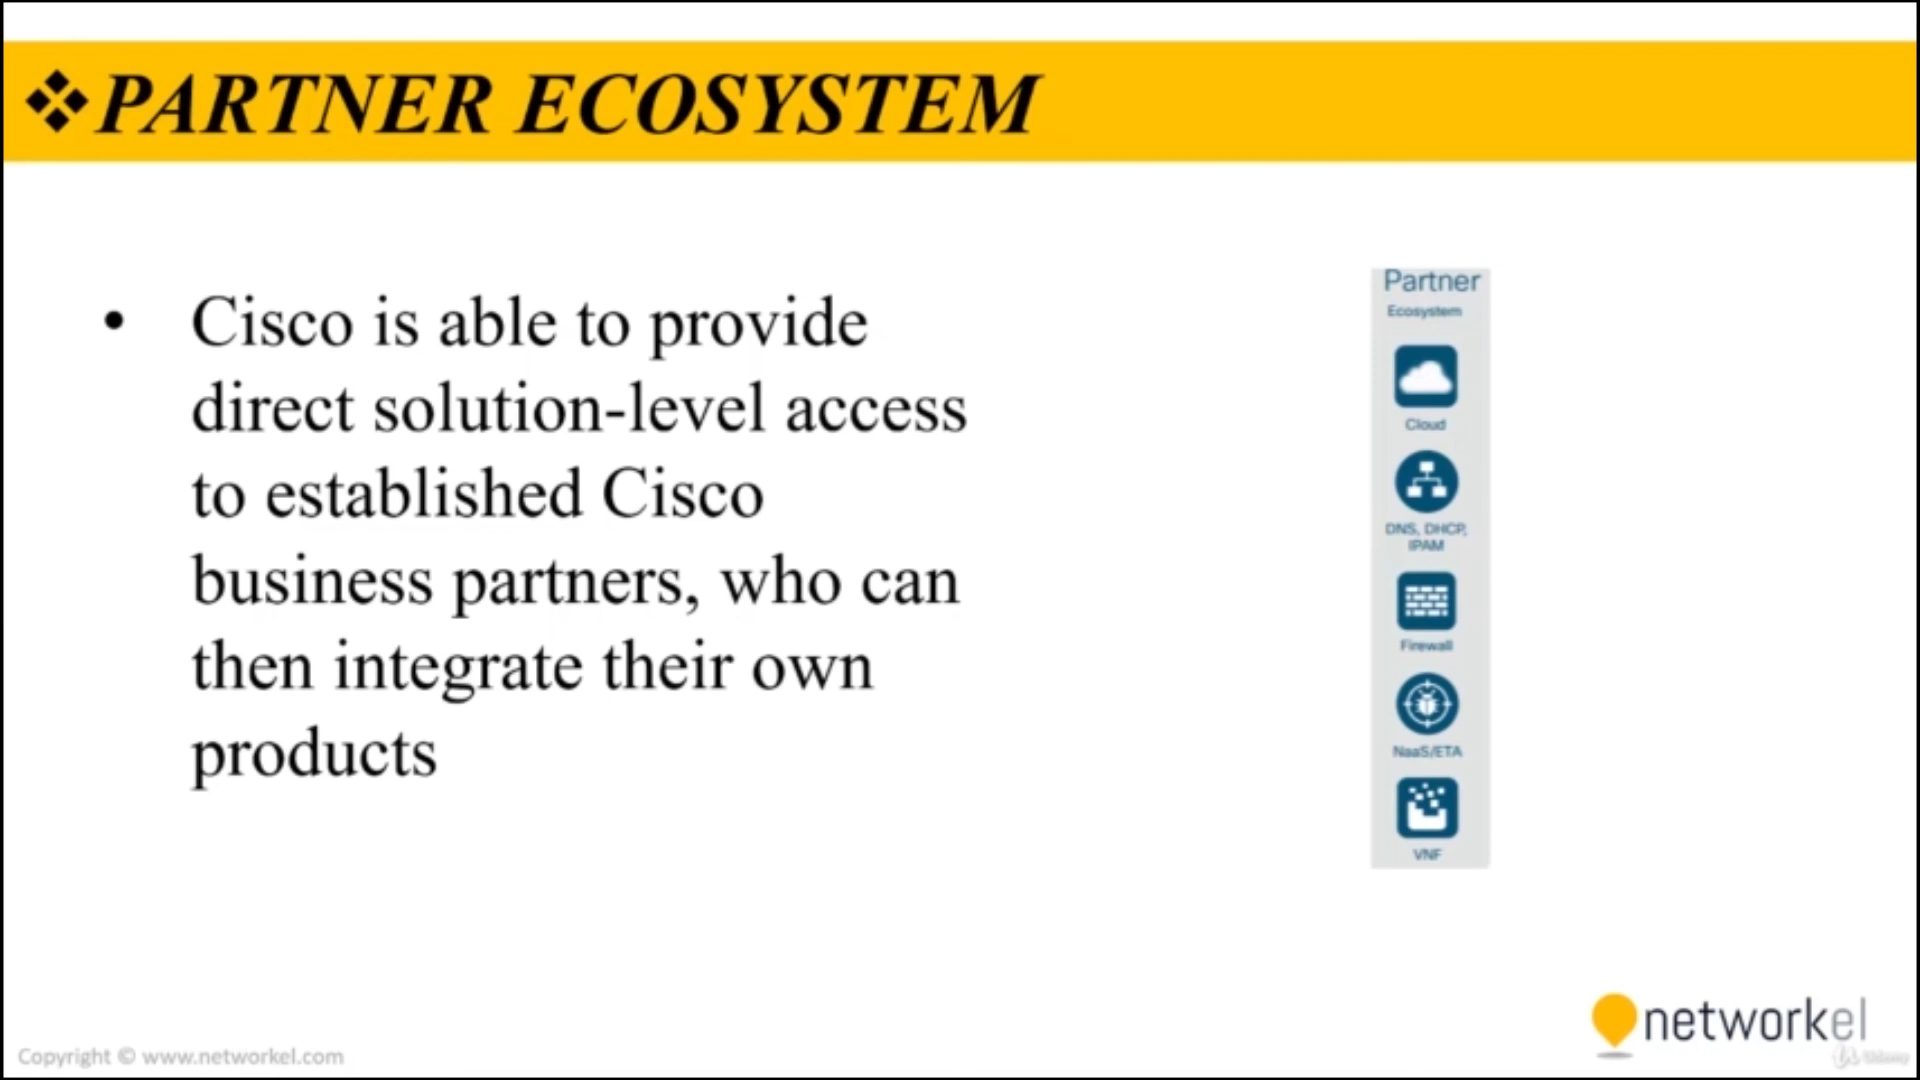 ❖PARTNER ECOSYSTEM
• Cisco is able to provide
direct solution-level access
to established Cisco
business partners, who can
then integrate their own
products
Partner
Ecosystem
Cloud
DNS, DHCP,
IPAM
Firewall
NaaS/ETA
VNF
networkel
Copyright © www.networkel.com
Udemy